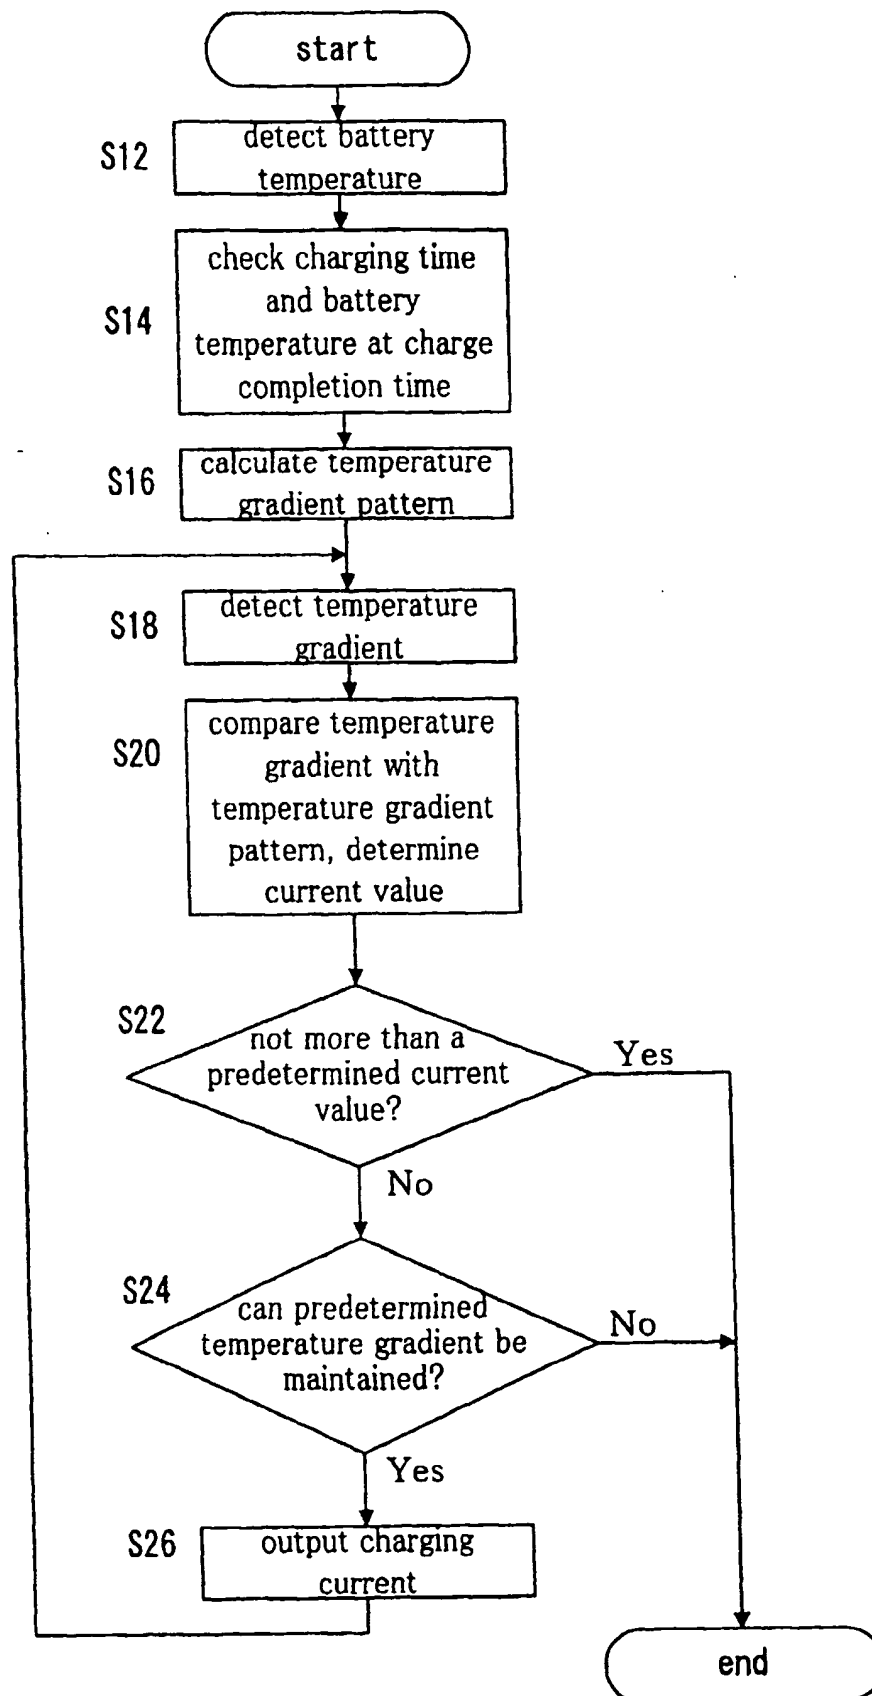 start
S12
detect battery
temperature
S14
check charging time
and battery
temperature at charge
completion time
S16
calculate temperature
gradient pattern
S18
detect temperature
gradient
S20
compare temperature
gradient with
temperature gradient
pattern, determine
current value
S22
not more than a
predetermined current
value?
Yes
No
S24
can predetermined
temperature gradient be
maintained?
No
Yes
S26
output charging
current
end